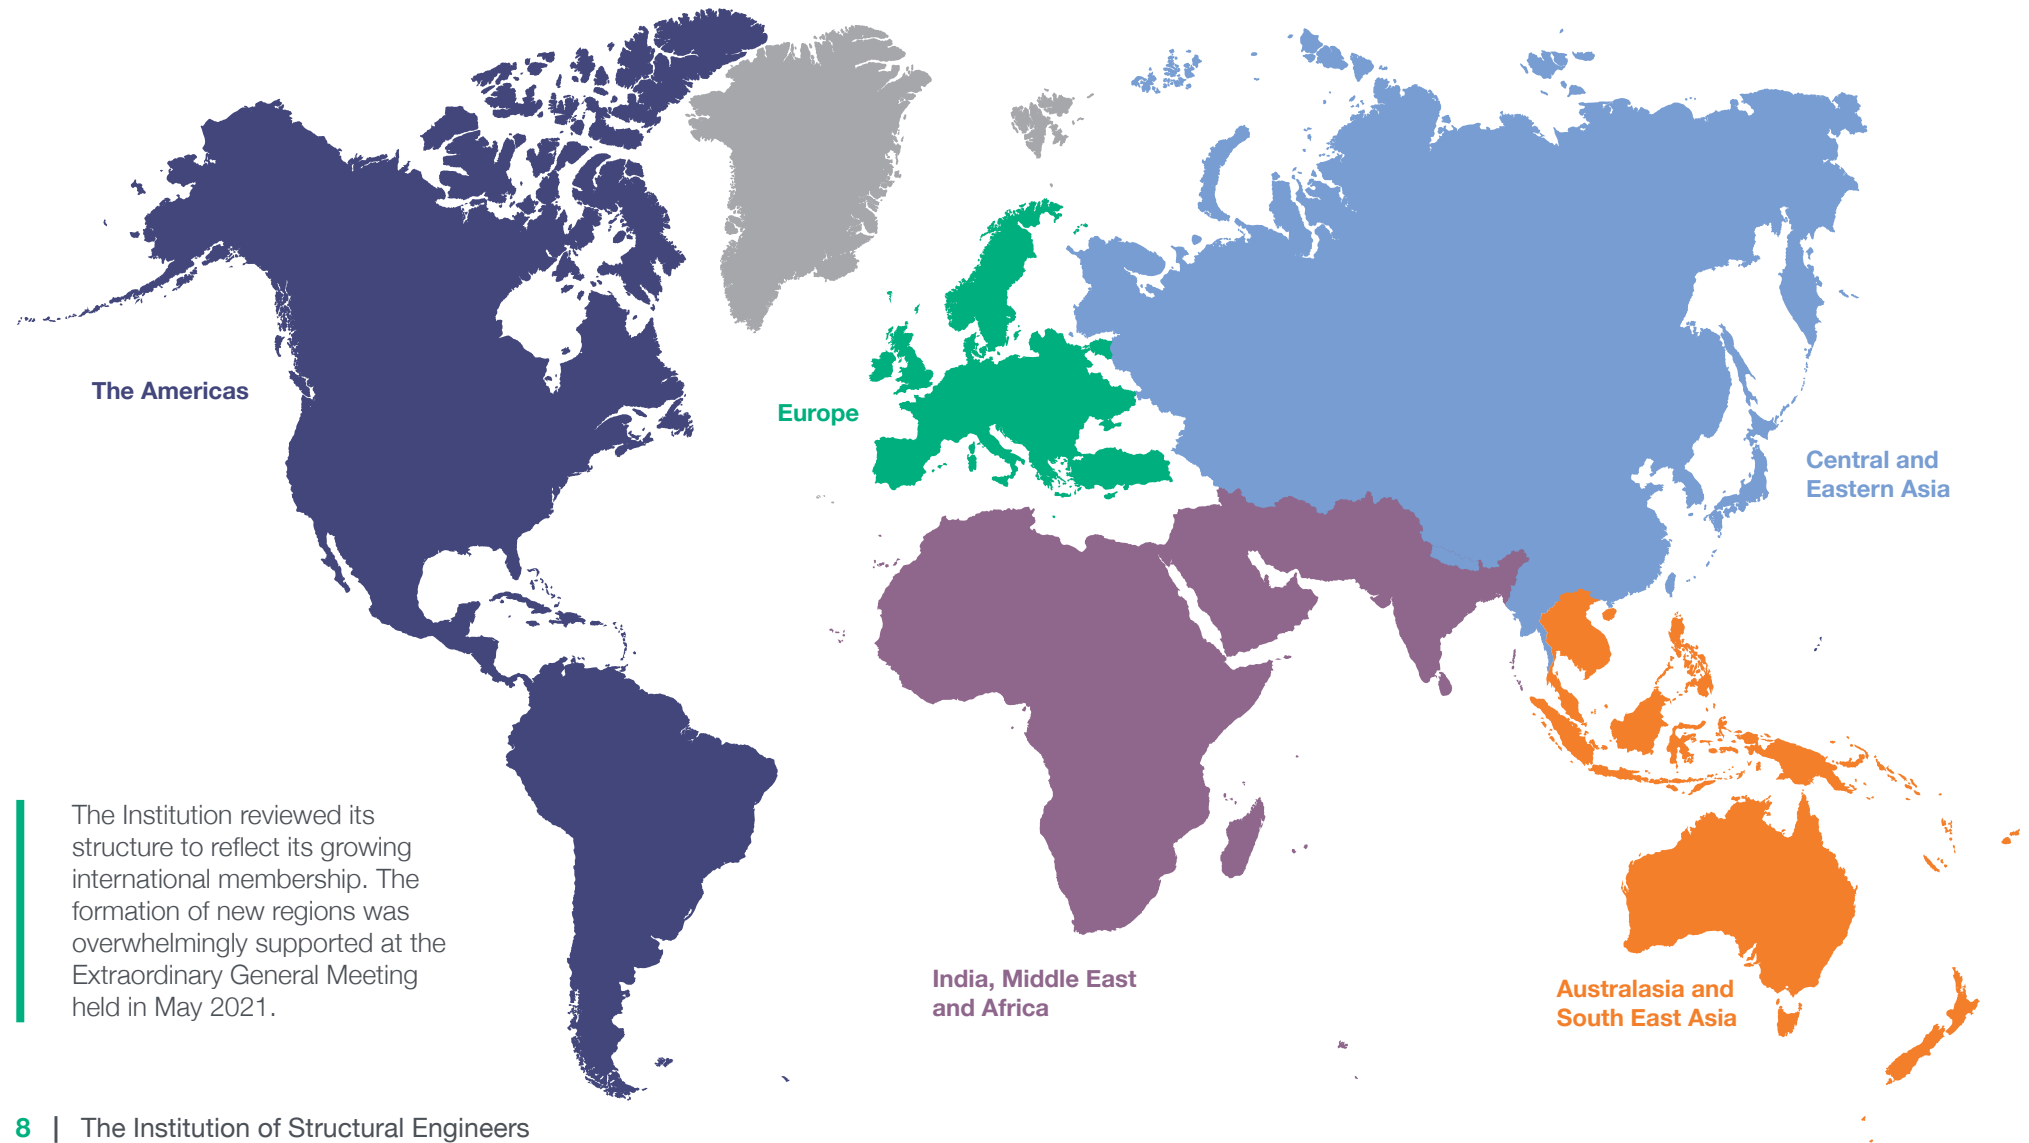 The Americas
Europe
Central and
Eastern Asia
The Institution reviewed its
structure to reflect its growing
international membership. The
formation of new regions was
overwhelmingly supported at the
Extraordinary General Meeting
held in May 2021.
India, Middle East
and Africa
Australasia and
South East Asia
8 | The Institution of Structural Engineers